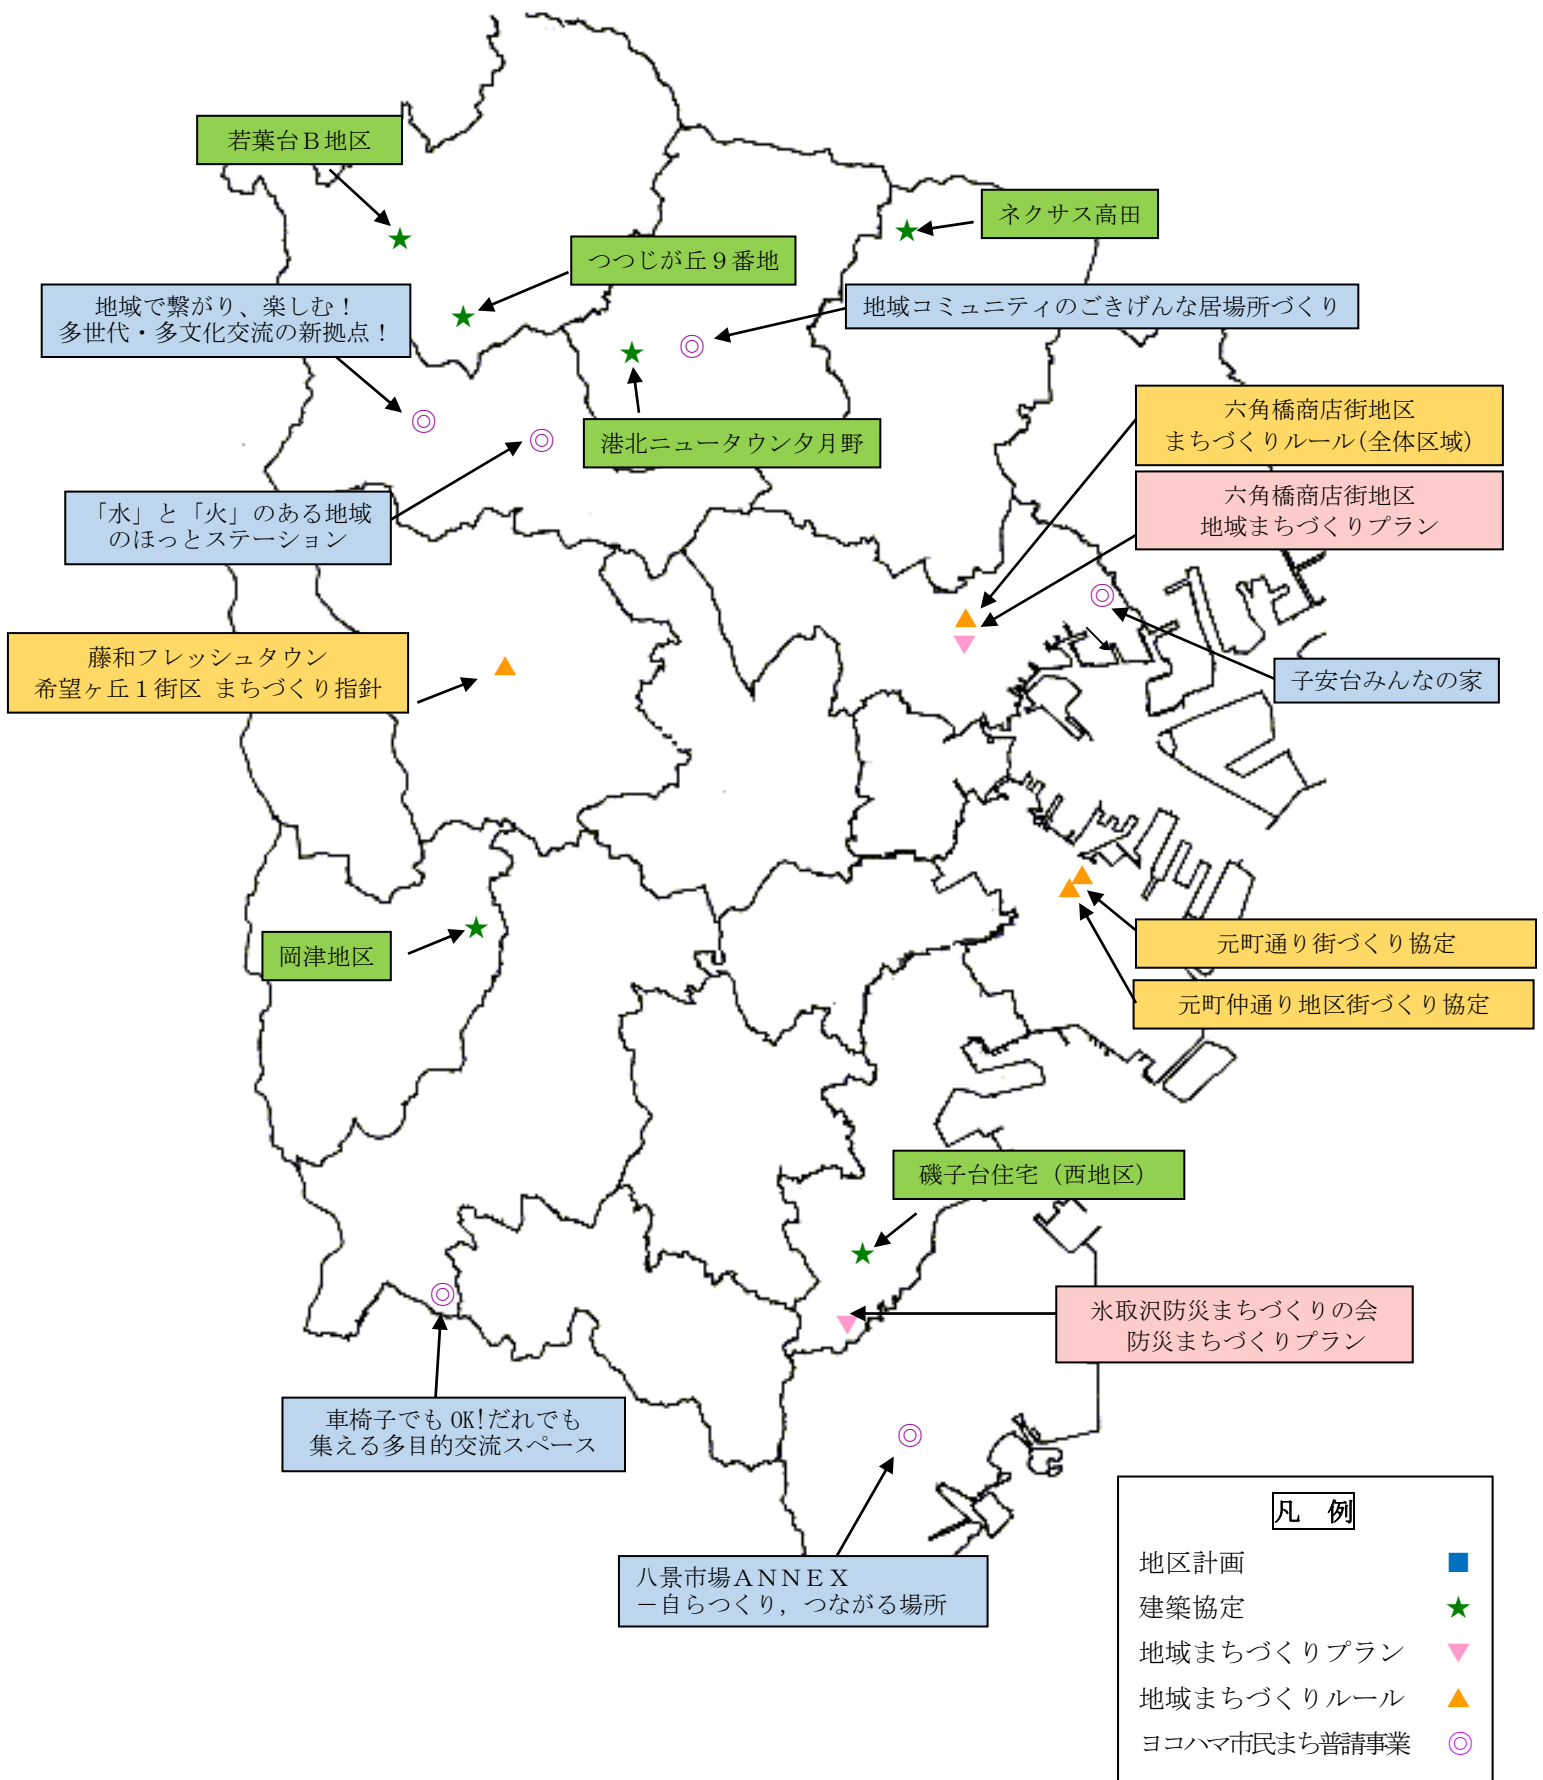 若葉台Ｂ地区
ネクサス高田
つつじが丘９番地
地域で繋がり、楽しむ！
多世代・多文化交流の新拠点！
地域コミュニティのごきげんな居場所づくり
六角橋商店街地区
まちづくりルール(全体区域)
港北ニュータウン夕月野
六角橋商店街地区
地域まちづくりプラン
「水」と「火」のある地域
のほっとステーション
藤和フレッシュタウン
希望ヶ丘１街区 まちづくり指針
子安台みんなの家
元町通り街づくり協定
岡津地区
元町仲通り地区街づくり協定
磯子台住宅（西地区）
氷取沢防災まちづくりの会
防災まちづくりプラン
車椅子でも OK!だれでも
集える多目的交流スペース
八景市場ＡＮＮＥＸ
－自らつくり，つながる場所
凡　例
地区計画
建築協定
地域まちづくりプラン
地域まちづくりルール
ヨコハマ市民まち普請事業